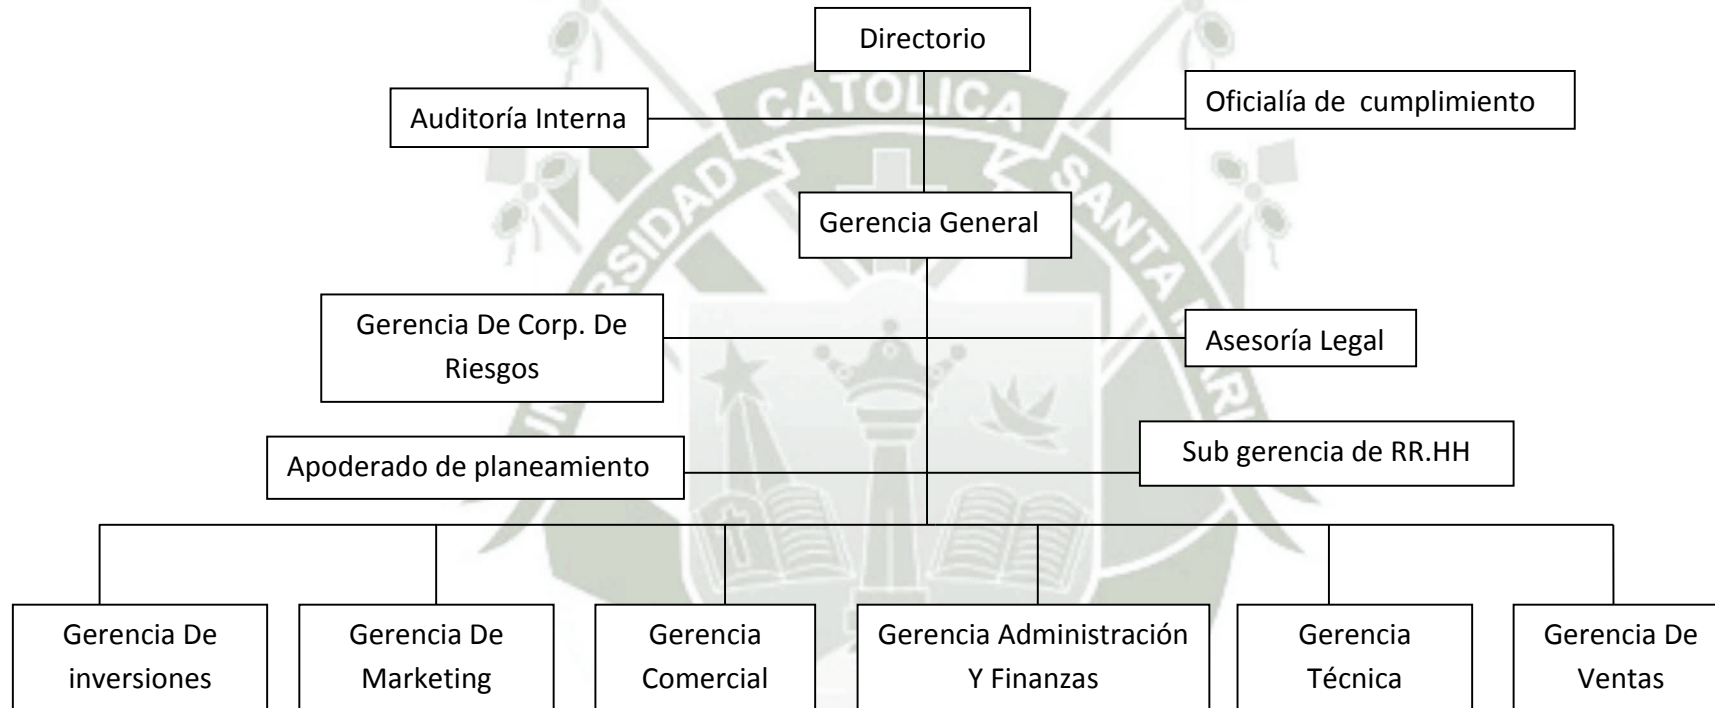 Directorio
Auditoría Interna
Oficialía de cumplimiento
Gerencia General
Gerencia De Corp. De
Riesgos
Asesoría Legal
Apoderado de planeamiento
Sub gerencia de RR.HH
Gerencia De
inversiones
Gerencia De
Marketing
Gerencia
Comercial
Gerencia Administración
Y Finanzas
Gerencia
Técnica
Gerencia De
Ventas
CATOLICA
SANTA